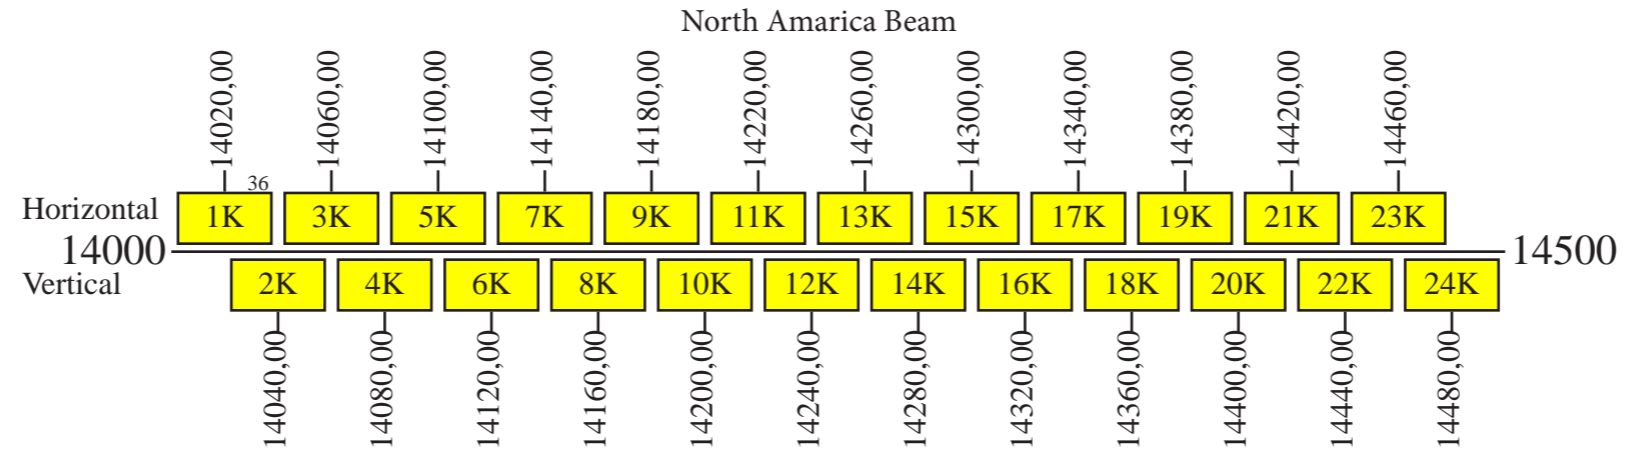 North Amarica Beam
14020,00 14060,00 14100,00 14140,00 14180,00 14220,00 14260,00 14300,00 14340,00 14380,00 14420,00 14460,00
36
Horizontal 1K 3K 5K 7K 9K 11K 13K 15K 17K 19K 21K 23K
14000 14500
Vertical 2K 4K 6K 8K 10K 12K 14K 16K 18K 20K 22K 24K
14040,00 14080,00 14120,00 14160,00 14200,00 14240,00 14280,00 14320,00 14360,00 14400,00 14440,00 14480,00